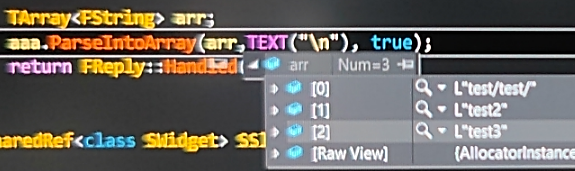 TArray<FString> arr;
aaa.ParseIntoArray(arr,TEXT("\n"), true);
return FReply::Handled(
arr Num=3
[0] L"test/test/"
[1] L"test2"
[2] L"test3"
[Raw View] {AllocatorInstance
haredRef<class SWidget> SS